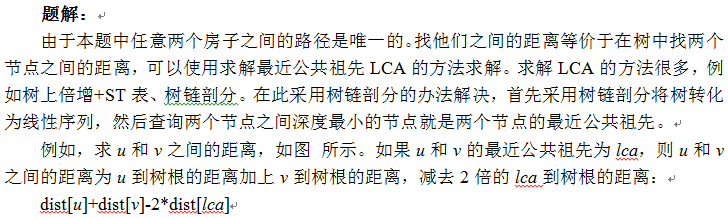 题解：
由于本题中任意两个房子之间的路径是唯一的。找他们之间的距离等价于在树中找两个
节点之间的距离，可以使用求解最近公共祖先 LCA 的方法求解。求解 LCA 的方法很多，例
如树上倍增+ST 表、树链剖分。在此采用树链剖分的办法解决，首先采用树链剖分将树转化
为线性序列，然后查询两个节点之间深度最小的节点就是两个节点的最近公共祖先。
例如，求 u 和 v 之间的距离，如图 所示。如果 u 和 v 的最近公共祖先为 lca，则 u 和 v
之间的距离为 u 到树根的距离加上 v 到树根的距离，减去 2 倍的 lca 到树根的距离：
dist[u]+dist[v]-2*dist[lca]